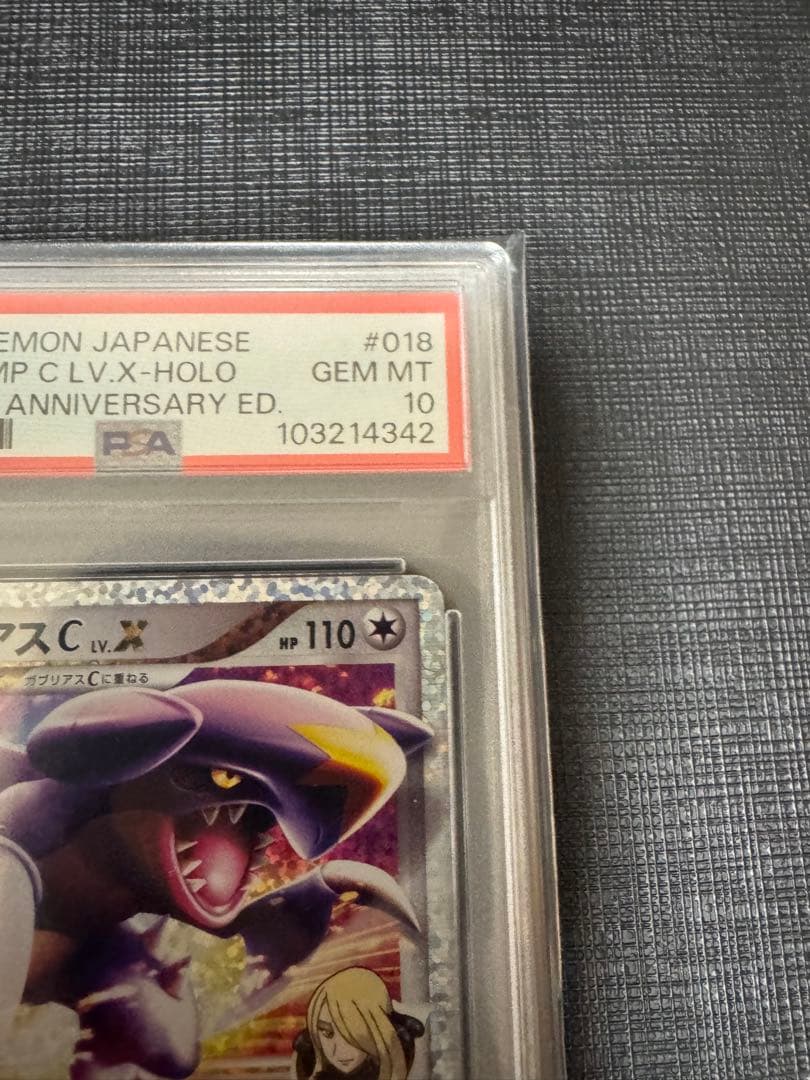 EMON JAPANESE #018
MP C LV.X-HOLO GEM MT
ANNIVERSARY ED. 10
PSA 103214342
アスC LV.X HP 110
ガブリアスCに重ねる